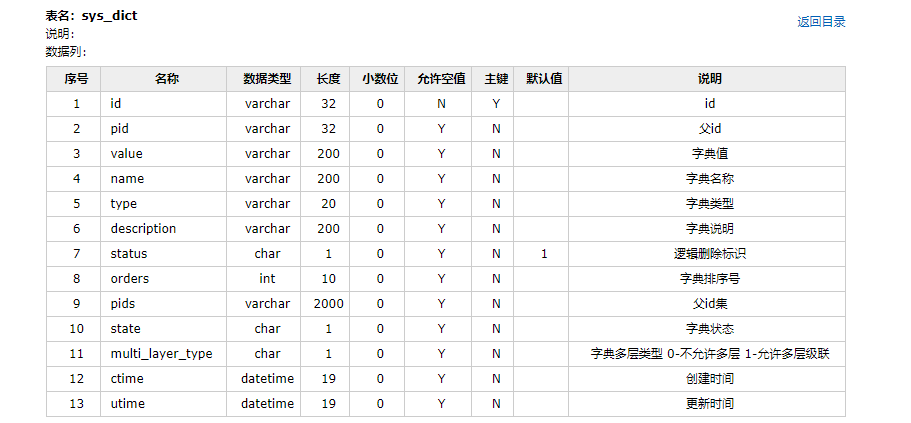 表名：sys_dict
返回目录
说明：
数据列：
序号 名称 数据类型 长度 小数位 允许空值 主键 默认值 说明
1 id varchar 32 0 N Y id
2 pid varchar 32 0 Y N 父id
3 value varchar 200 0 Y N 字典值
4 name varchar 200 0 Y N 字典名称
5 type varchar 20 0 Y N 字典类型
6 description varchar 200 0 Y N 字典说明
7 status char 1 0 Y N 1 逻辑删除标识
8 orders int 10 0 Y N 字典排序号
9 pids varchar 2000 0 Y N 父id集
10 state char 1 0 Y N 字典状态
11 multi_layer_type char 1 0 Y N 字典多层类型 0-不允许多层 1-允许多层级联
12 ctime datetime 19 0 Y N 创建时间
13 utime datetime 19 0 Y N 更新时间